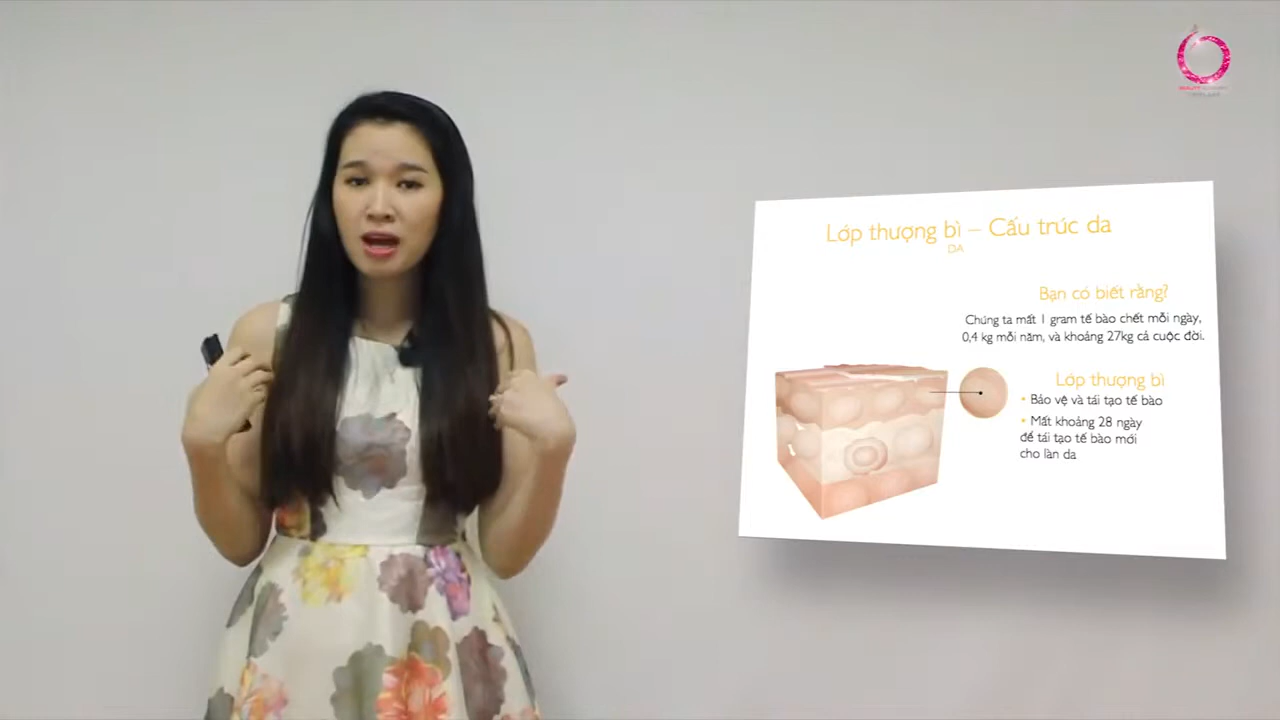 Lớp thượng bì – Cấu trúc da
DA
Bạn có biết rằng?
Chúng ta mất 1 gram tế bào chết mỗi ngày,
0,4 kg mỗi năm, và khoảng 27kg cả cuộc đời.
Lớp thượng bì
• Bảo vệ và tái tạo tế bào
• Mất khoảng 28 ngày
để tái tạo tế bào mới
cho làn da